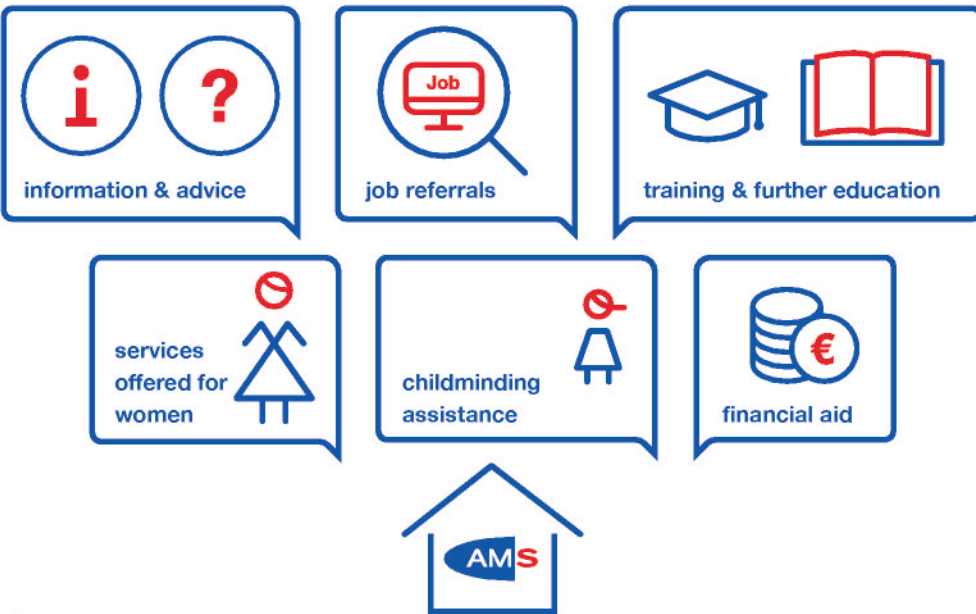 i ?
Job
information & advice
job referrals
training & further education
services
offered for
women
childminding
assistance
€
financial aid
AMS